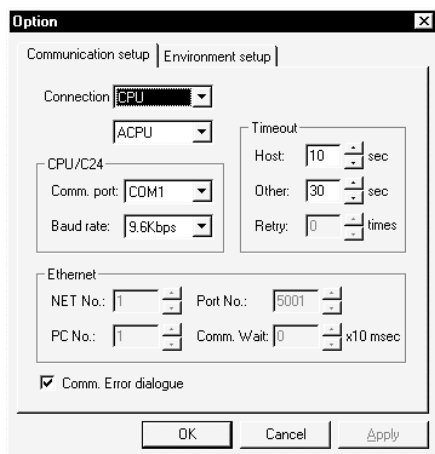 Option
Communication setup Environment setup
Connection CPU
ACPU
Timeout
Host: 10 sec
Other: 30 sec
Retry: 0 times
CPU/C24
Comm. port: COM1
Baud rate: 9.6Kbps
Ethernet
NET No.: 1 Port No.: 5001
PC No.: 1 Comm. Wait: 0 x10 msec
Comm. Error dialogue
OK Cancel Apply